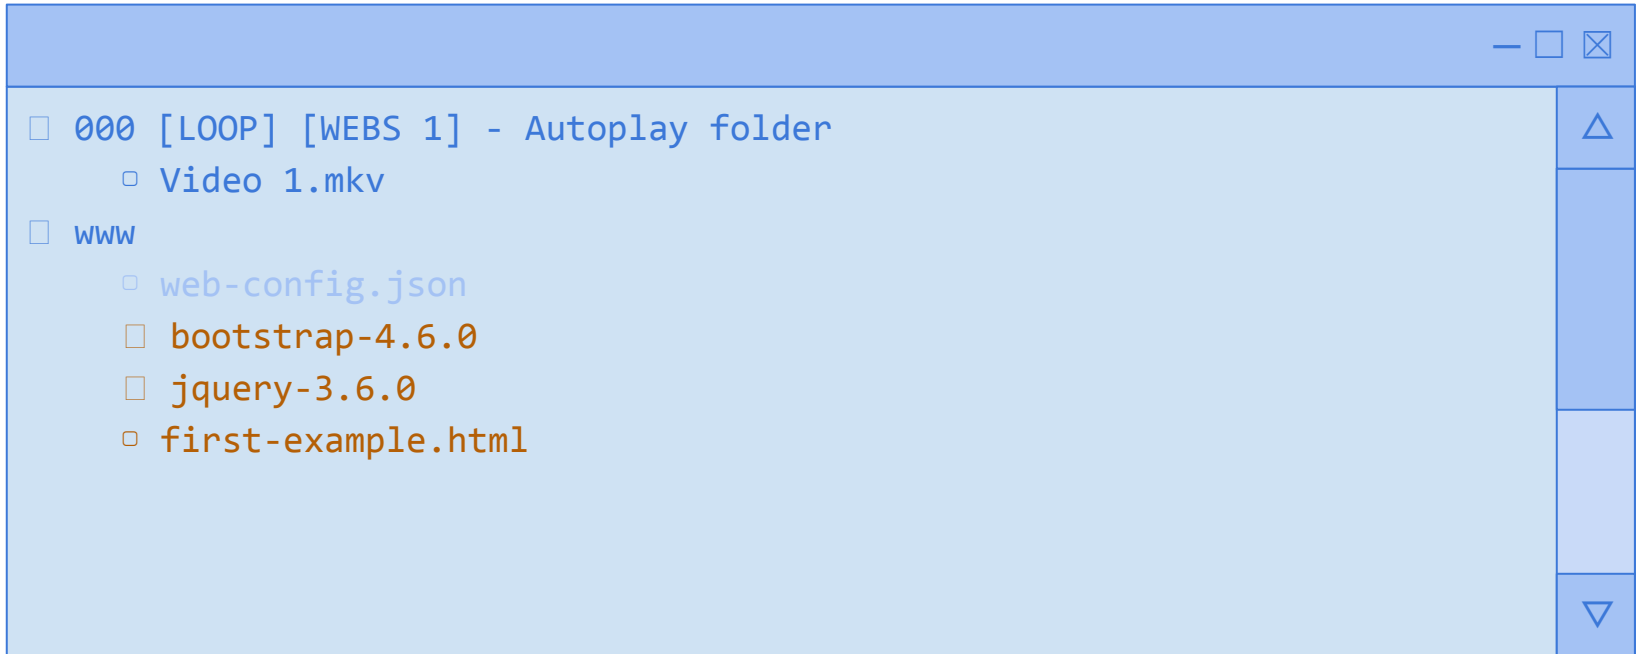 000 [LOOP] [WEBS 1] - Autoplay folder
Video 1.mkv
www
web-config.json
bootstrap-4.6.0
jquery-3.6.0
first-example.html